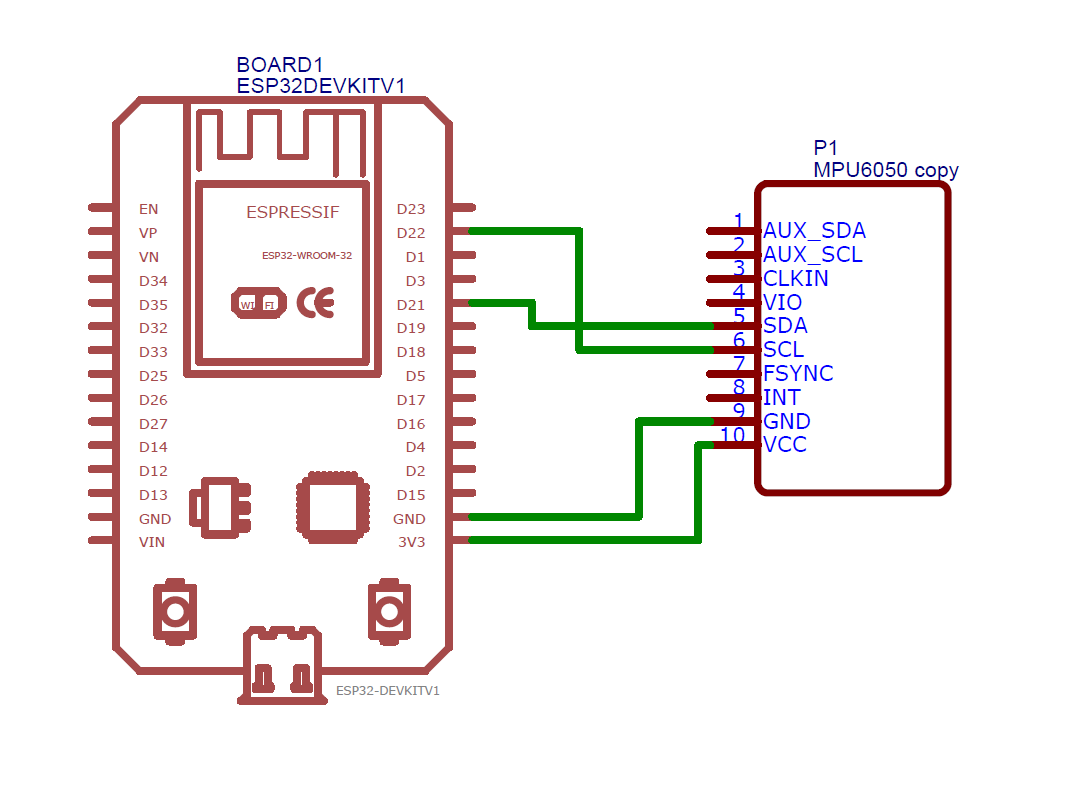 BOARD1
ESP32DEVKITV1
ESPRESSIF
ESP32-WROOM-32
WI FI
CE
EN
VP
VN
D34
D35
D32
D33
D25
D26
D27
D14
D12
D13
GND
VIN
D23
D22
D1
D3
D21
D19
D18
D5
D17
D16
D4
D2
D15
GND
3V3
ESP32-DEVKITV1
P1
MPU6050 copy
1 AUX_SDA
2 AUX_SCL
3 CLKIN
4 VIO
5 SDA
6 SCL
7 FSYNC
8 INT
9 GND
10 VCC